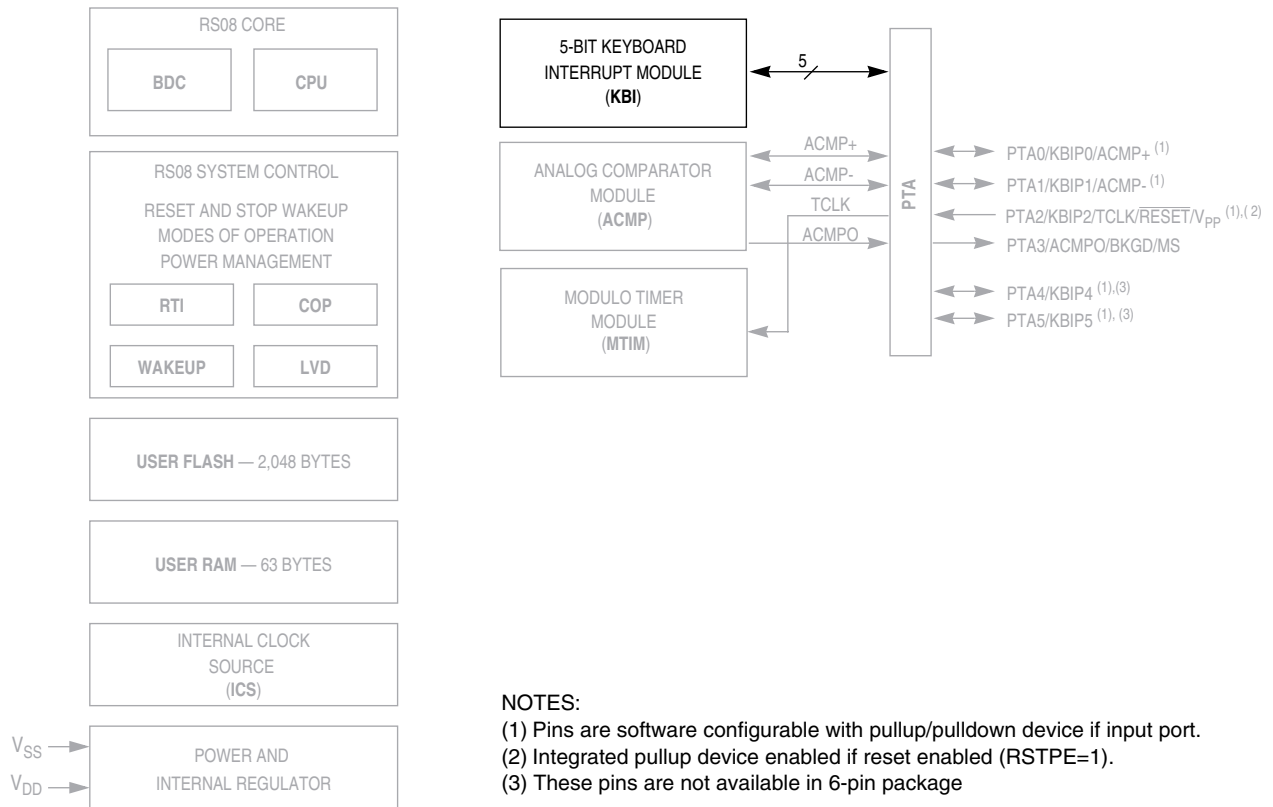 RS08 CORE
BDC
CPU
RS08 SYSTEM CONTROL
RESET AND STOP WAKEUP
MODES OF OPERATION
POWER MANAGEMENT
RTI
COP
WAKEUP
LVD
USER FLASH — 2,048 BYTES
USER RAM — 63 BYTES
INTERNAL CLOCK
SOURCE
(ICS)
VSS
VDD
POWER AND
INTERNAL REGULATOR
5-BIT KEYBOARD
INTERRUPT MODULE
(KBI)
5
ANALOG COMPARATOR
MODULE
(ACMP)
ACMP+
ACMP-
TCLK
ACMPO
MODULO TIMER
MODULE
(MTIM)
PTA
PTA0/KBIP0/ACMP+ (1)
PTA1/KBIP1/ACMP- (1)
PTA2/KBIP2/TCLK/RESET/VPP (1),( 2)
PTA3/ACMPO/BKGD/MS
PTA4/KBIP4 (1),(3)
PTA5/KBIP5 (1), (3)
NOTES:
(1) Pins are software configurable with pullup/pulldown device if input port.
(2) Integrated pullup device enabled if reset enabled (RSTPE=1).
(3) These pins are not available in 6-pin package